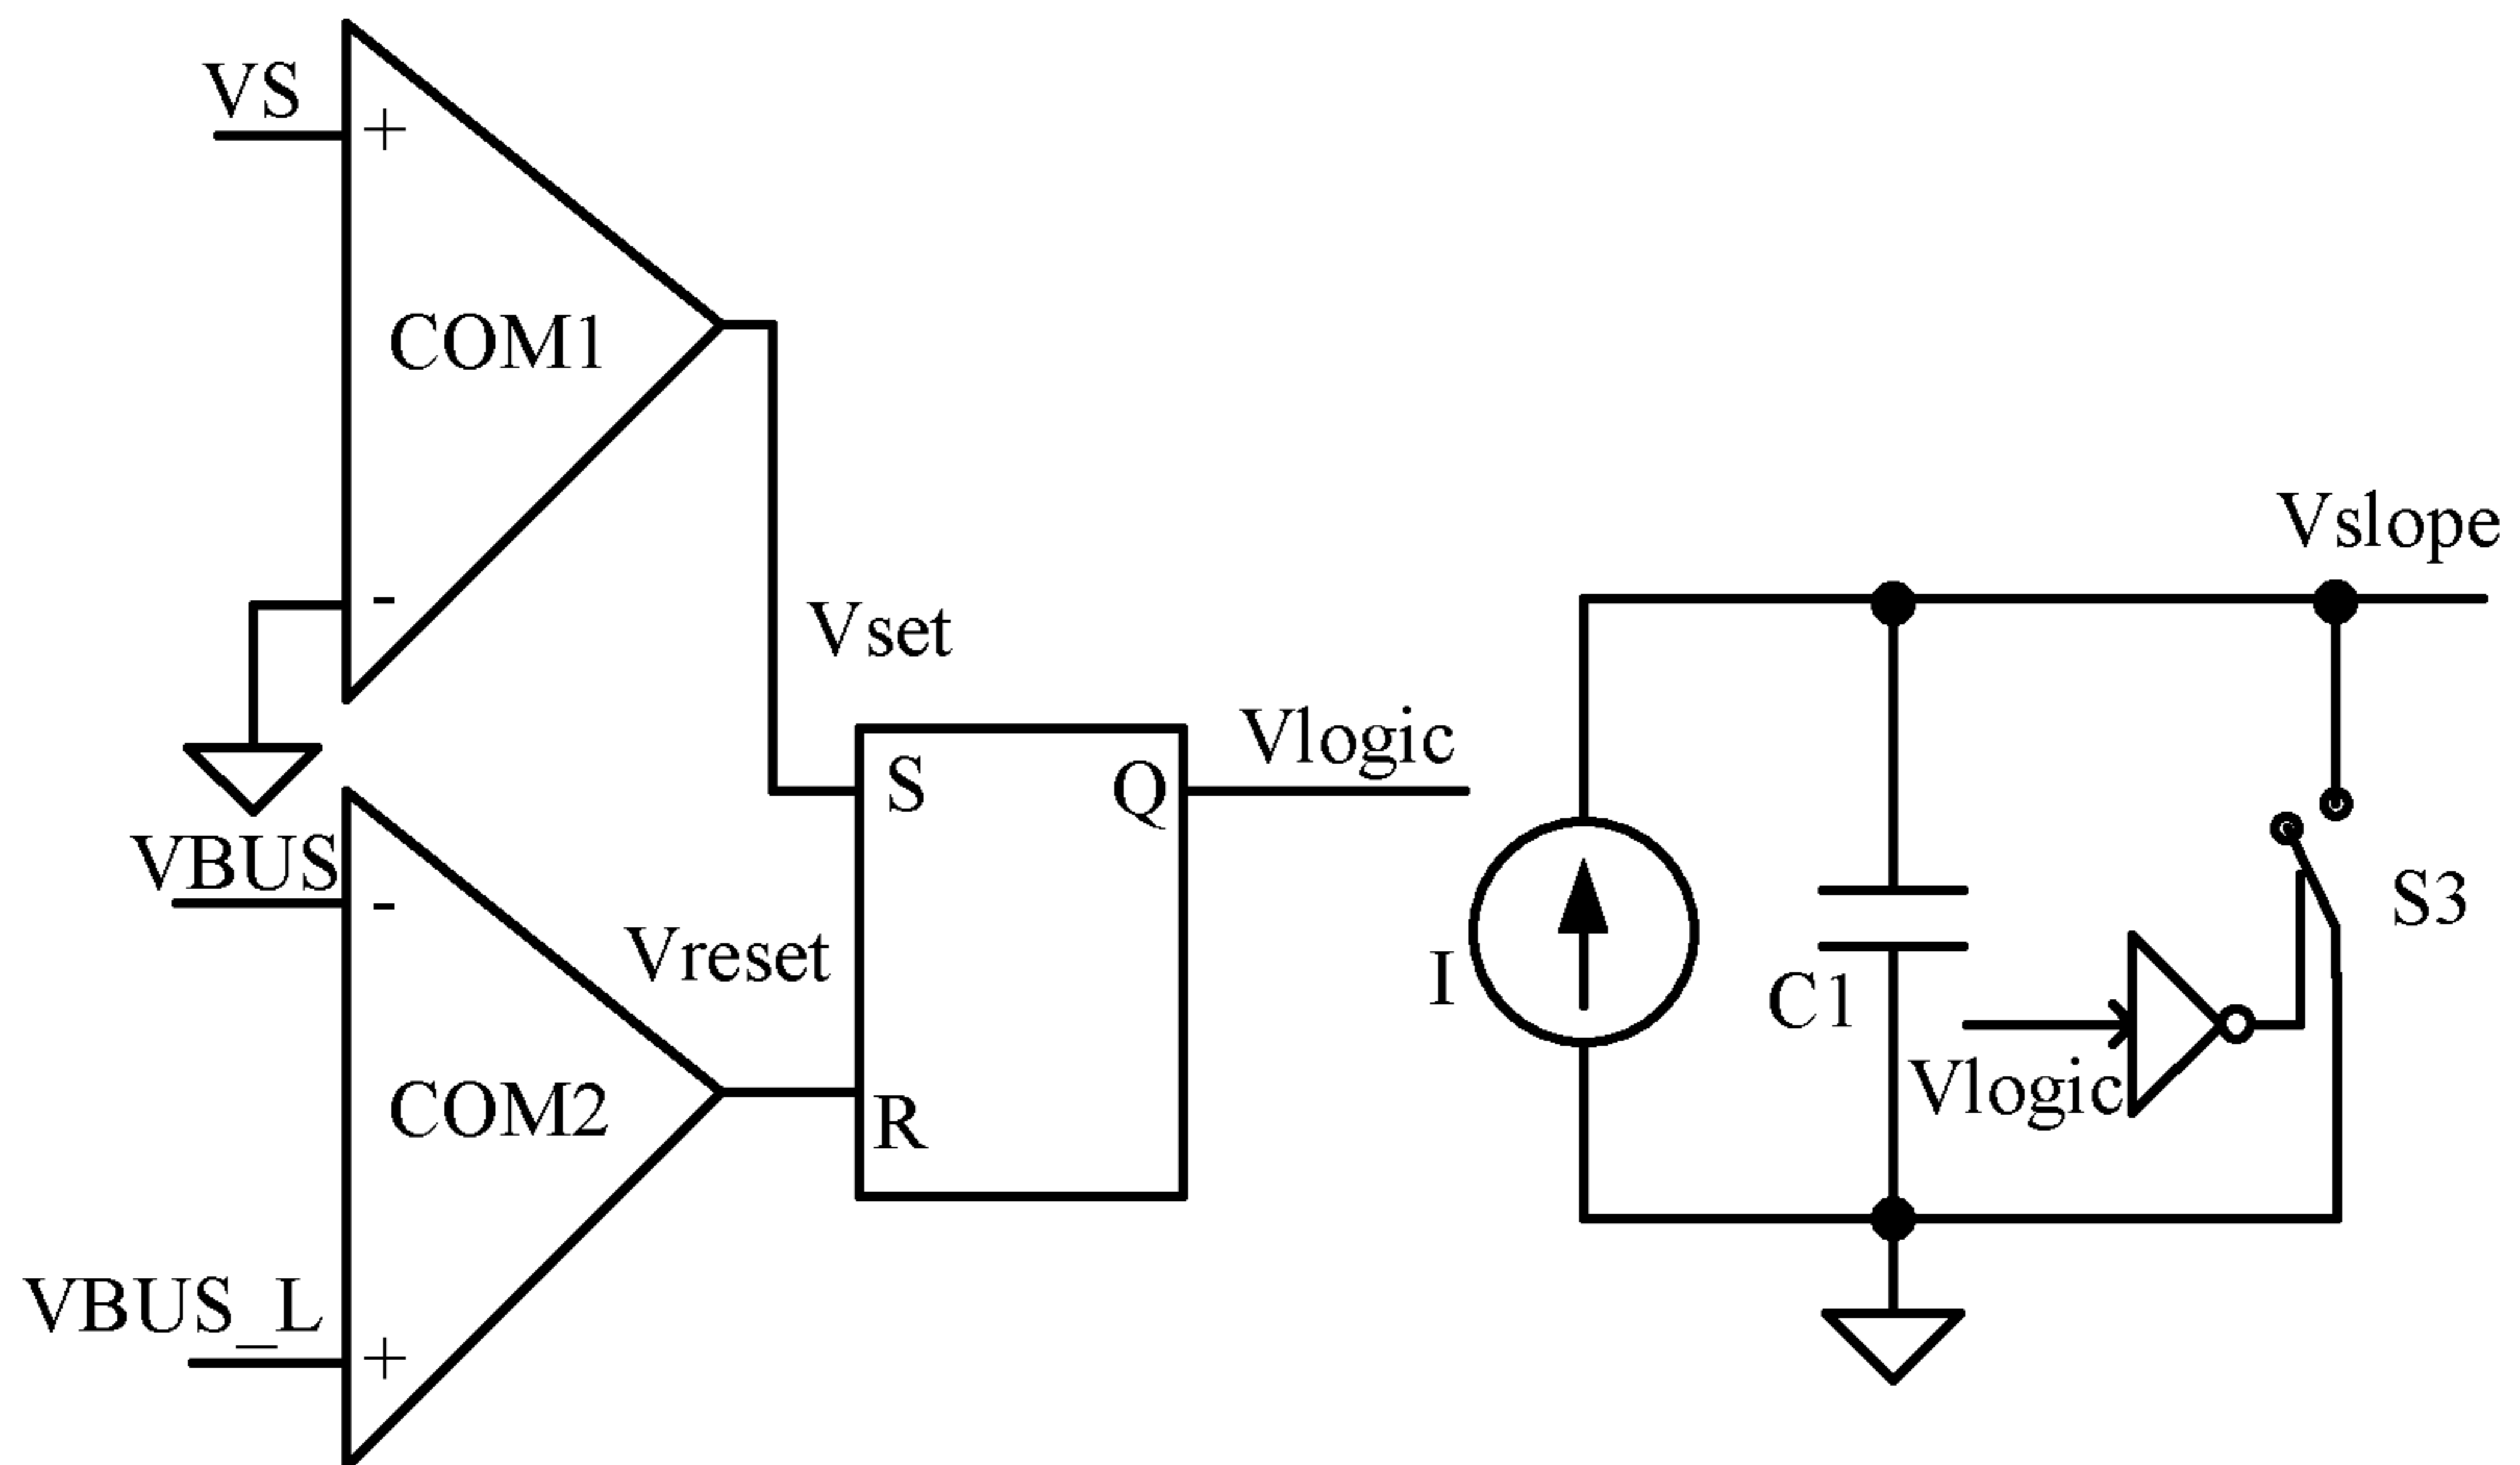 VS
+
COM1
-
Vset
VBUS
-
Vreset
COM2
VBUS_L
+
S
Q
R
Vlogic
Vslope
I
C1
Vlogic
S3